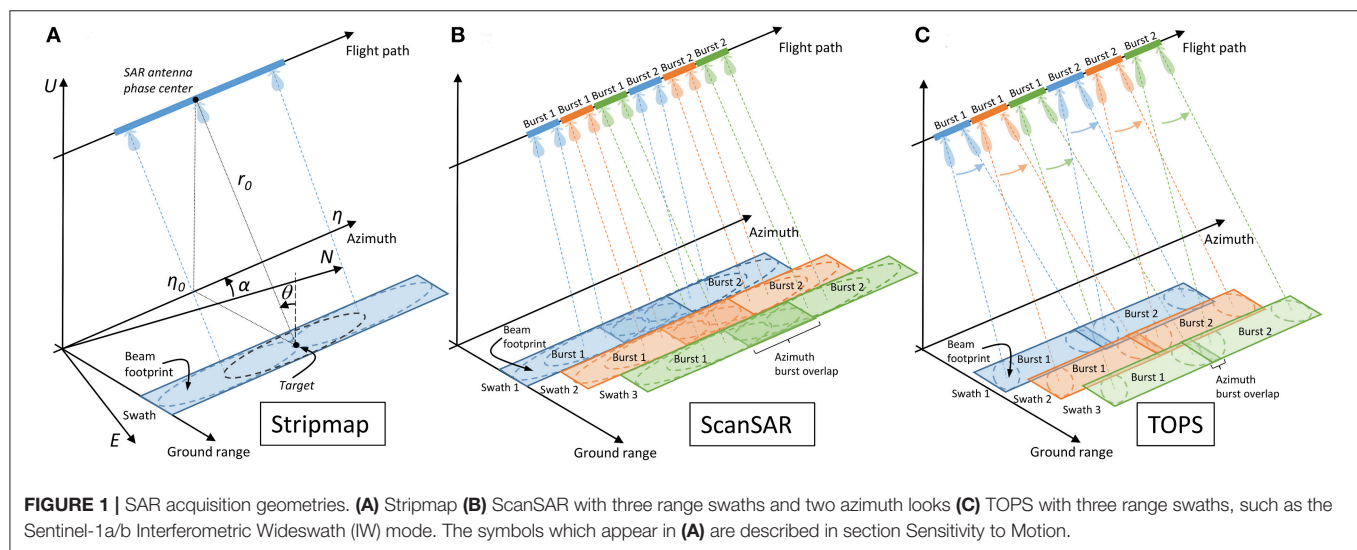 A
Flight path
SAR antenna
phase center
U
r₀
η
Azimuth
N
η₀
α
θ
Beam
footprint
Target
Swath
E
Ground range
Stripmap
B
Burst 1
Burst 1
Burst 1
Burst 2
Burst 2
Burst 2
Flight path
Azimuth
Burst 2
Burst 2
Burst 2
Beam
footprint
Burst 1
Burst 1
Burst 1
Swath 1
Swath 2
Swath 3
Azimuth
burst overlap
ScanSAR
Ground range
C
Burst 1
Burst 1
Burst 1
Burst 2
Burst 2
Burst 2
Flight path
Azimuth
Burst 2
Burst 2
Burst 2
Beam
footprint
Burst 1
Burst 1
Burst 1
Swath 1
Swath 2
Swath 3
Azimuth
burst overlap
TOPS
Ground range
FIGURE 1 | SAR acquisition geometries. (A) Stripmap (B) ScanSAR with three range swaths and two azimuth looks (C) TOPS with three range swaths, such as the
Sentinel-1a/b Interferometric Wideswath (IW) mode. The symbols which appear in (A) are described in section Sensitivity to Motion.